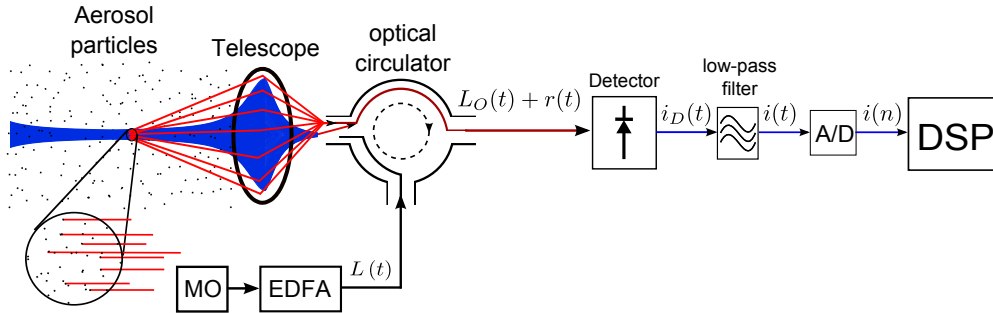 Aerosol
particles
Telescope
optical
circulator
L_O(t) + r(t)
Detector
i_D(t)
low-pass
filter
i(t)
A/D
i(n)
DSP
MO
EDFA
L(t)